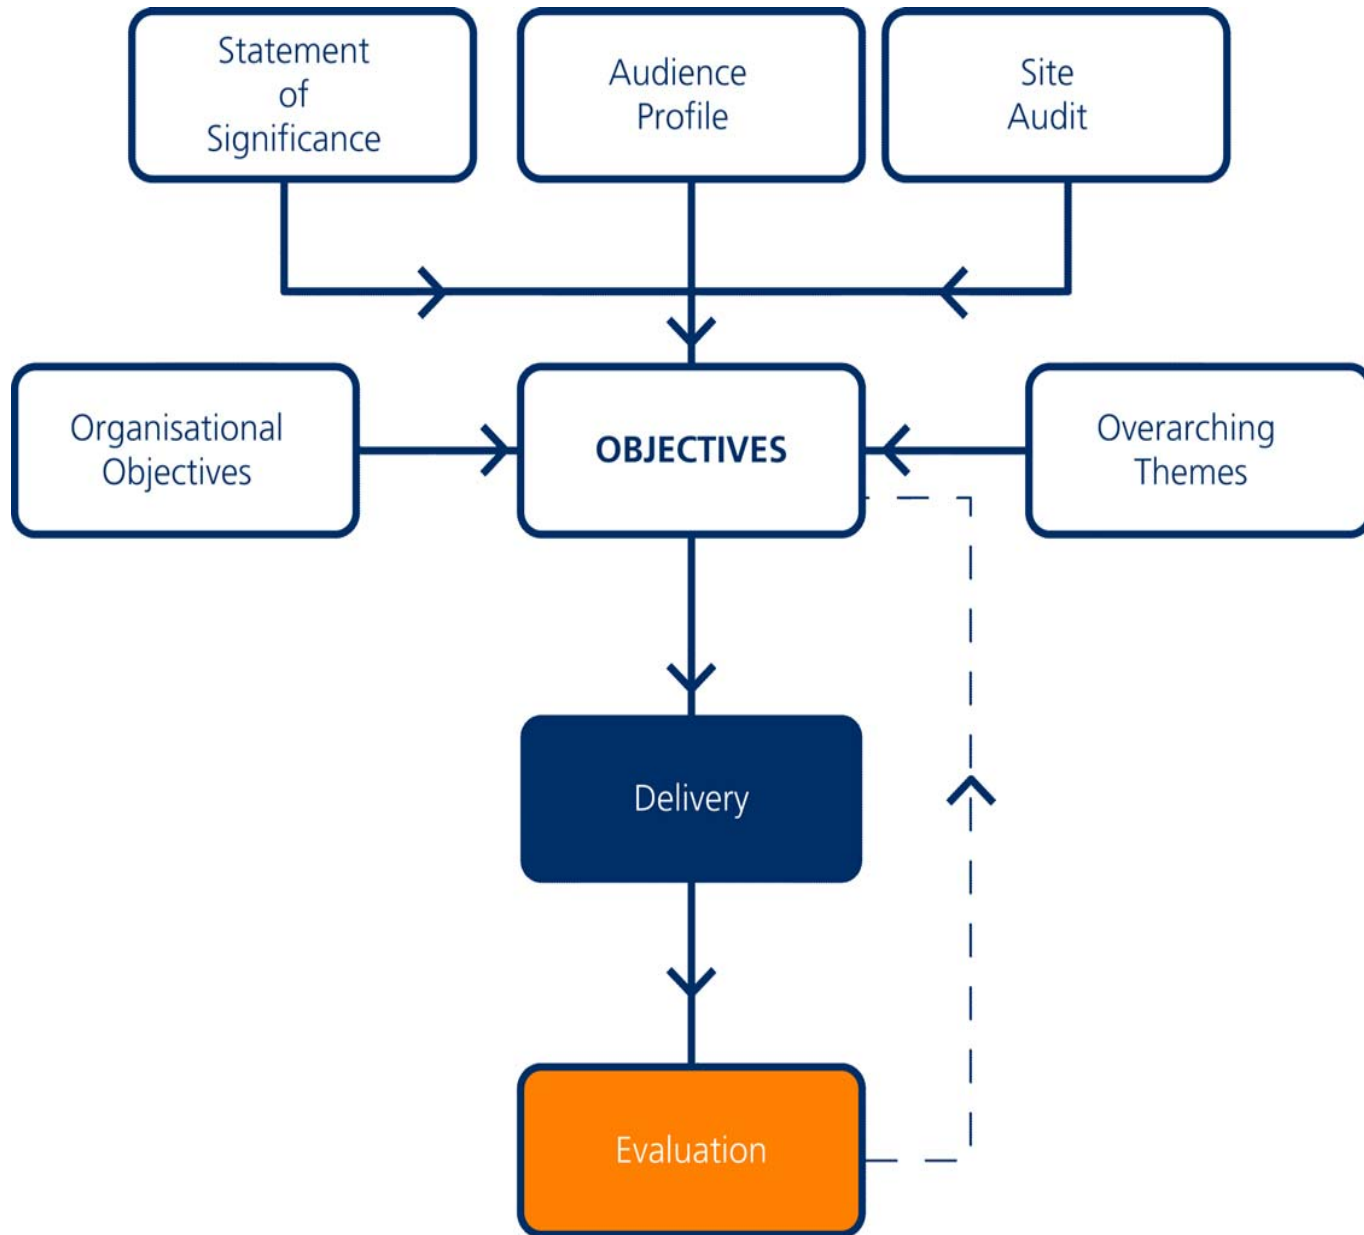 Statement
of
Significance
Audience
Profile
Site
Audit
Organisational
Objectives
OBJECTIVES
Overarching
Themes
Delivery
Evaluation